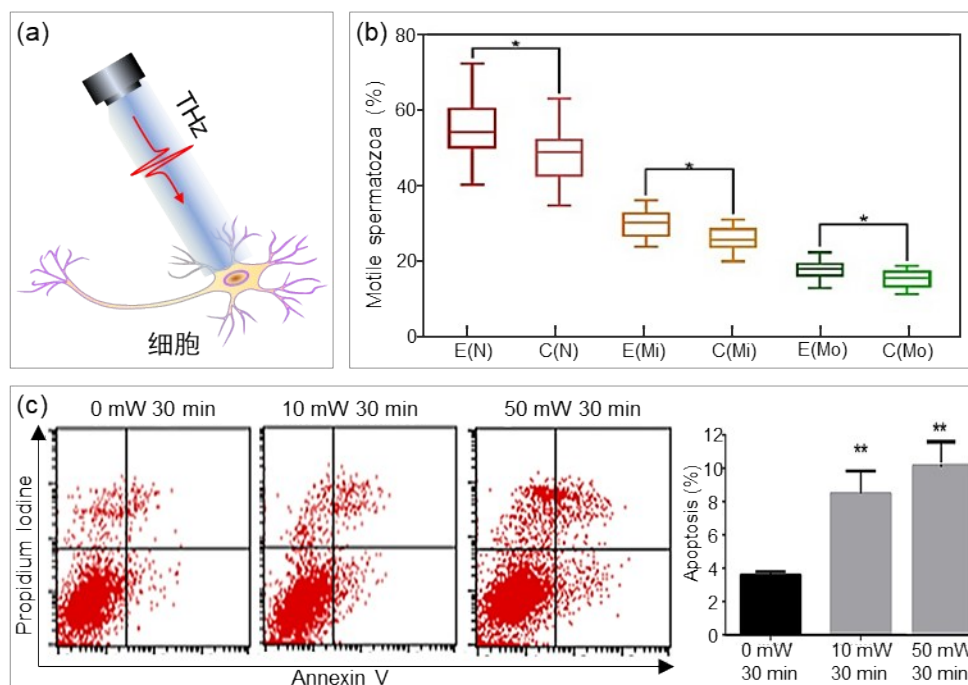 (a)
THz
细胞
(b)
Motile spermatozoa (%)
80
60
40
20
0
*
*
*
E(N) C(N) E(Mi) C(Mi) E(Mo) C(Mo)
(c)
0 mW 30 min 10 mW 30 min 50 mW 30 min
Propidium Iodine
Annexin V
Apoptosis (%)
12
10
8
6
4
2
0
** **
0 mW 10 mW 50 mW
30 min 30 min 30 min